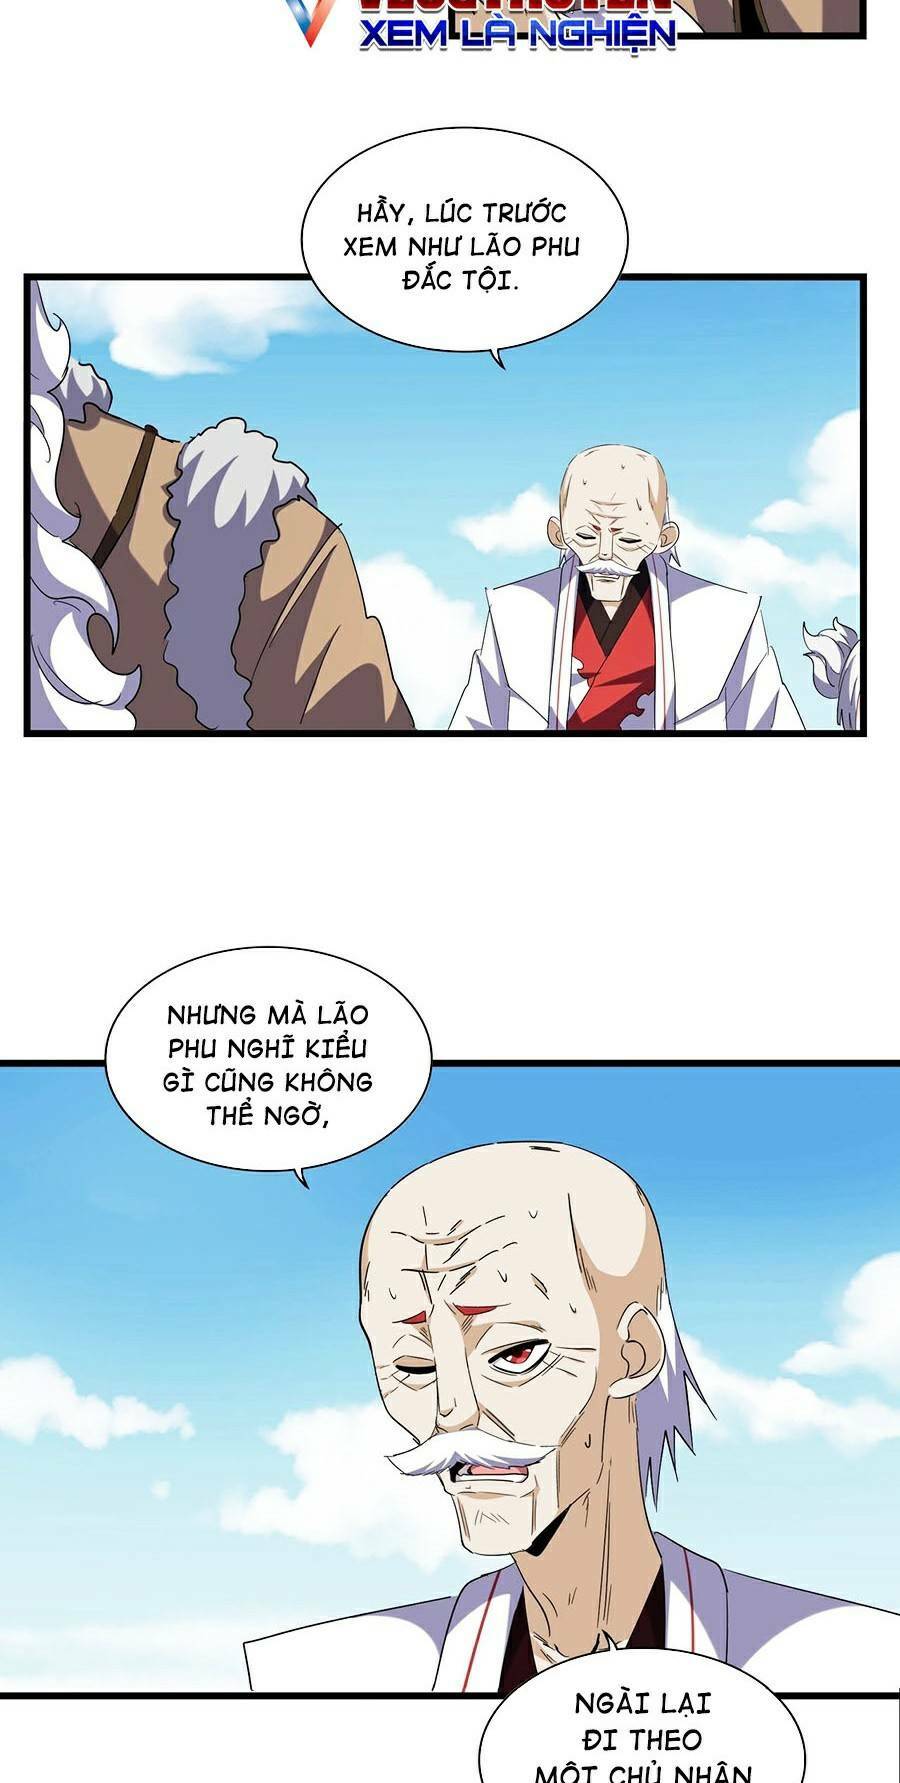 XEM LÀ NGHIỆN
HẦY, LÚC TRƯỚC
XEM NHƯ LÃO PHU
ĐẮC TỘI.
NHƯNG MÀ LÃO
PHU NGHĨ KIỂU
GÌ CŨNG KHÔNG
THỂ NGỜ,
NGÀI LẠI
ĐI THEO
MỘT CHỦ NHÂN